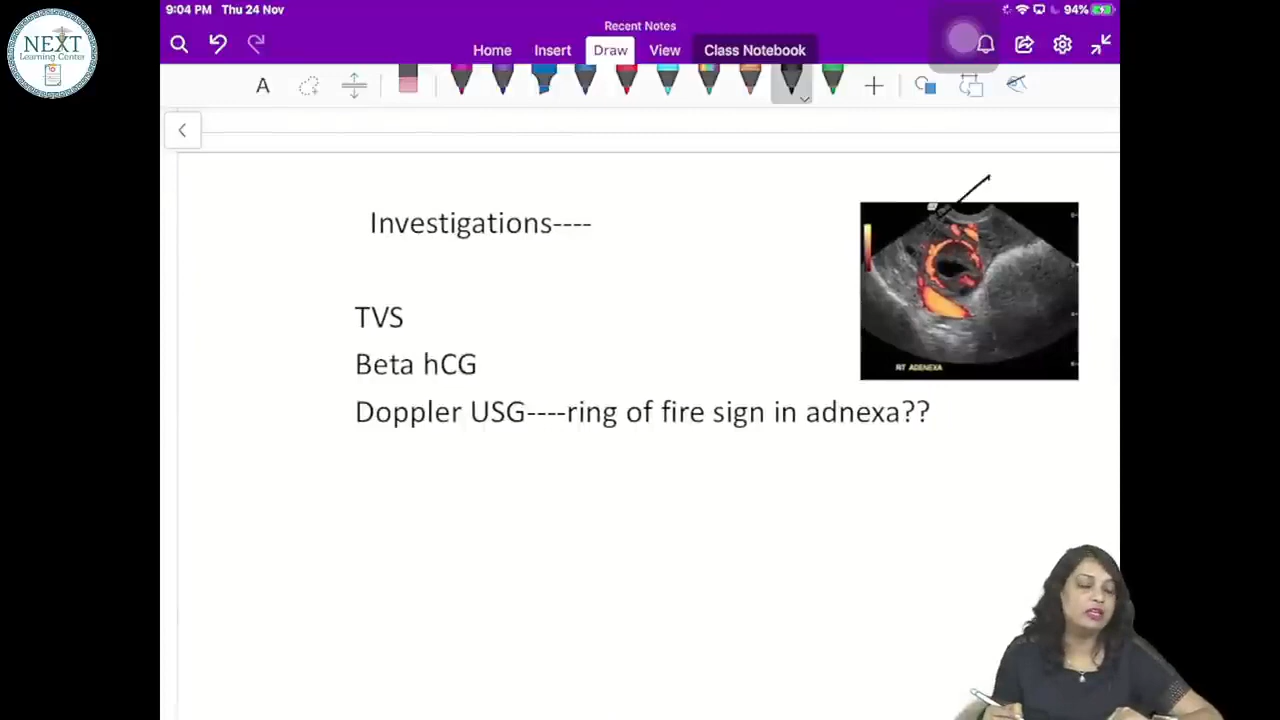 9:04 PM Thu 24 Nov
94%
Recent Notes
Home Insert Draw View Class Notebook
NEXT
Learning Center
A
Investigations----
TVS
Beta hCG
Doppler USG----ring of fire sign in adnexa??
RT ADENEXA